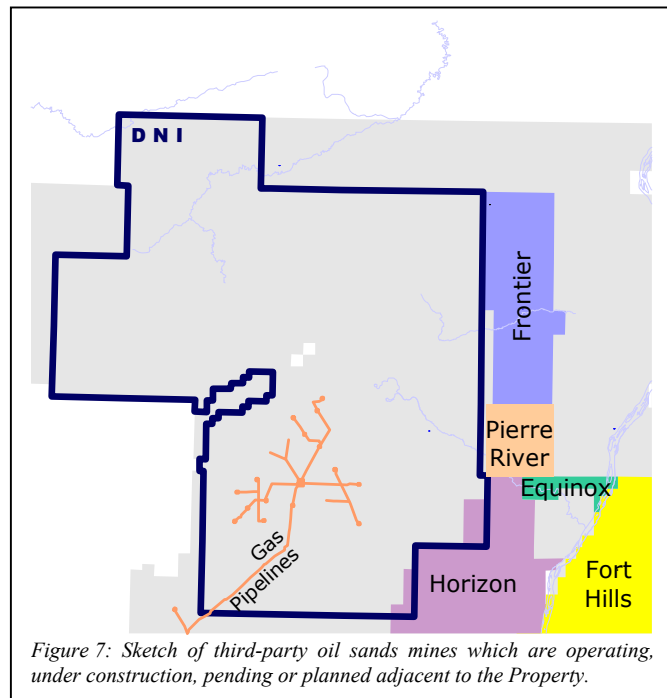 D N I
Frontier
Pierre
River
Equinox
Gas
Pipelines
Horizon
Fort
Hills
Figure 7: Sketch of third-party oil sands mines which are operating,
under construction, pending or planned adjacent to the Property.